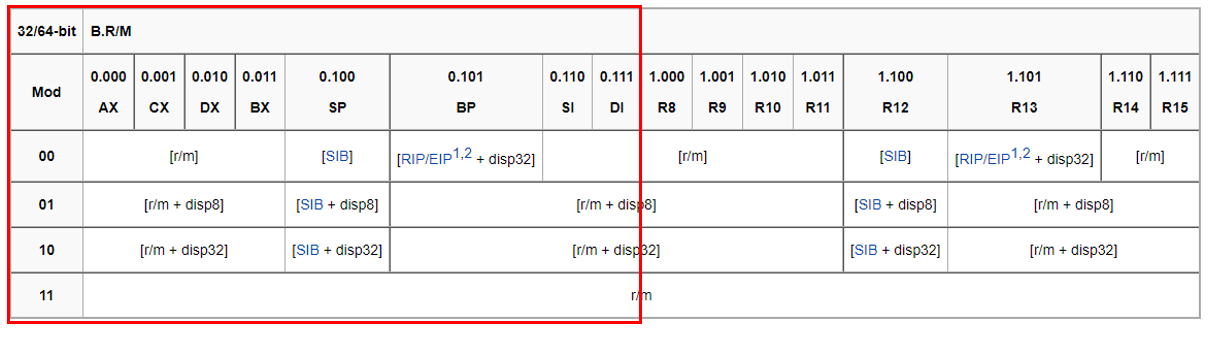 32/64-bit B.R/M
Mod 0.000 AX 0.001 CX 0.010 DX 0.011 BX 0.100 SP 0.101 BP 0.110 SI 0.111 DI 1.000 R8 1.001 R9 1.010 R10 1.011 R11 1.100 R12 1.101 R13 1.110 R14 1.111 R15
00 [r/m] [SIB] [RIP/EIP1,2 + disp32] [r/m] [SIB] [RIP/EIP1,2 + disp32] [r/m]
01 [r/m + disp8] [SIB + disp8] [r/m + disp8] [SIB + disp8] [r/m + disp8]
10 [r/m + disp32] [SIB + disp32] [r/m + disp32] [SIB + disp32] [r/m + disp32]
11 r/m